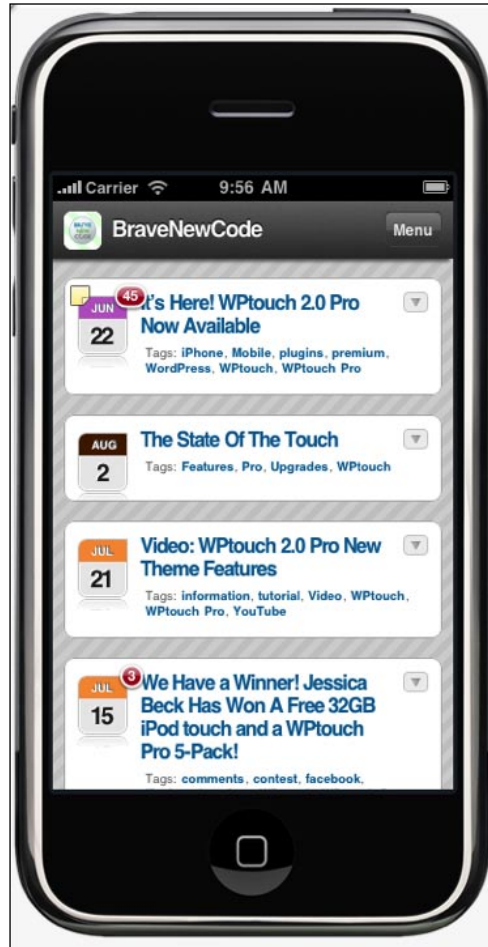 Carrier 9:56 AM
BraveNewCode Menu
45
JUN
22
It's Here! WPtouch 2.0 Pro
Now Available
Tags: iPhone, Mobile, plugins, premium,
WordPress, WPtouch, WPtouch Pro
AUG
2
The State Of The Touch
Tags: Features, Pro, Upgrades, WPtouch
JUL
21
Video: WPtouch 2.0 Pro New
Theme Features
Tags: information, tutorial, Video, WPtouch,
WPtouch Pro, YouTube
3
JUL
15
We Have a Winner! Jessica
Beck Has Won A Free 32GB
iPod touch and a WPtouch
Pro 5-Pack!
Tags: comments, contest, facebook,